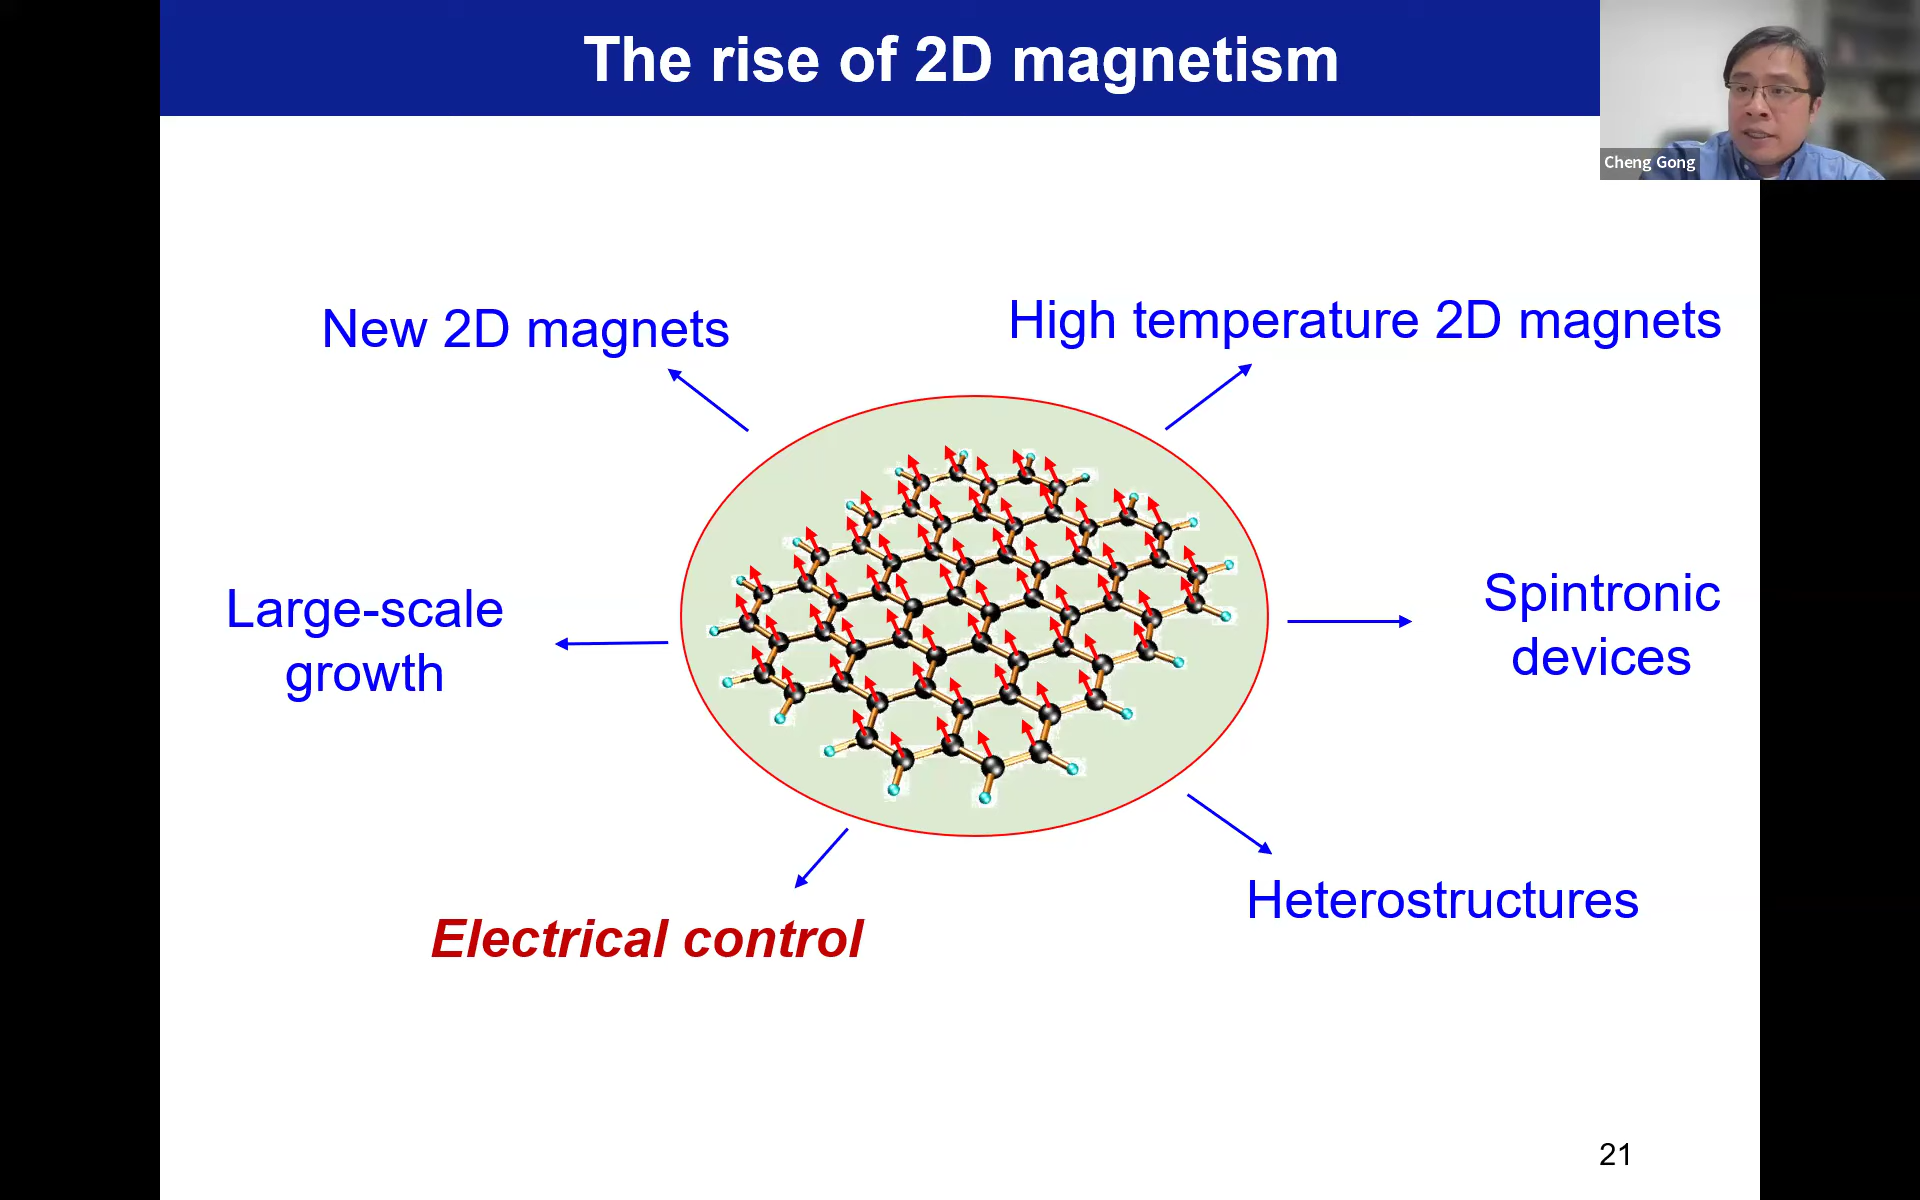 The rise of 2D magnetism
Cheng Gong
New 2D magnets
High temperature 2D magnets
Large-scale
growth
Spintronic
devices
Electrical control
Heterostructures
21